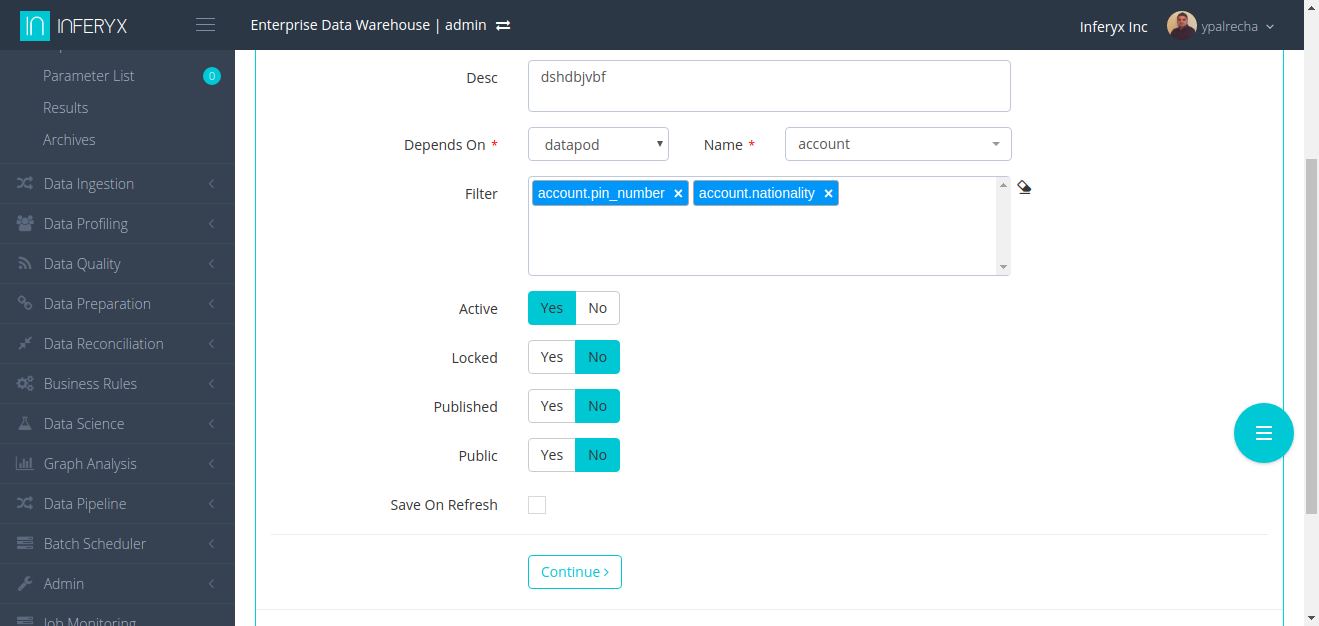 IN INFERYX
Enterprise Data Warehouse | admin
Inferyx Inc
ypalrecha
Parameter List 0
Results
Archives
Data Ingestion
Data Profiling
Data Quality
Data Preparation
Data Reconciliation
Business Rules
Data Science
Graph Analysis
Data Pipeline
Batch Scheduler
Admin
Job Monitoring
Desc dshdbjvbf
Depends On * datapod Name * account
Filter account.pin_number × account.nationality ×
Active Yes No
Locked Yes No
Published Yes No
Public Yes No
Save On Refresh
Continue ›